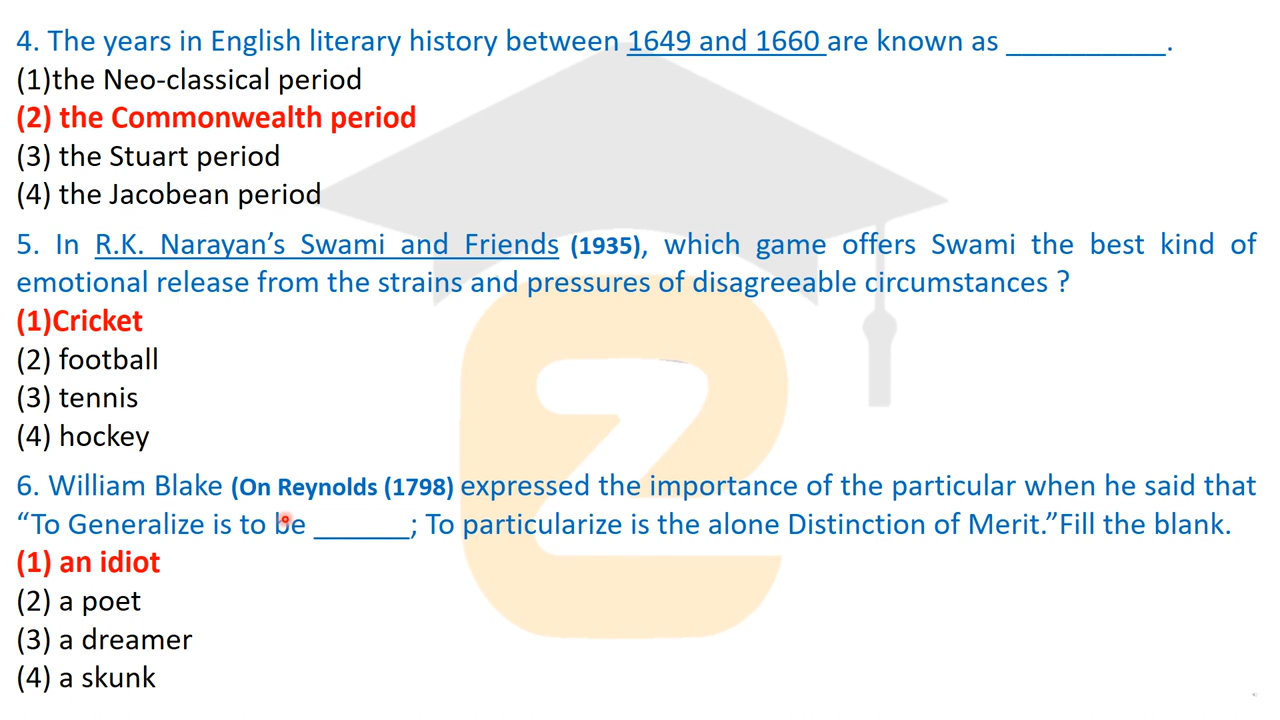 4. The years in English literary history between 1649 and 1660 are known as ___________.
(1)the Neo-classical period
(2) the Commonwealth period
(3) the Stuart period
(4) the Jacobean period
5. In R.K. Narayan’s Swami and Friends (1935), which game offers Swami the best kind of
emotional release from the strains and pressures of disagreeable circumstances ?
(1)Cricket
(2) football
(3) tennis
(4) hockey
6. William Blake (On Reynolds (1798) expressed the importance of the particular when he said that
“To Generalize is to be ______; To particularize is the alone Distinction of Merit.”Fill the blank.
(1) an idiot
(2) a poet
(3) a dreamer
(4) a skunk